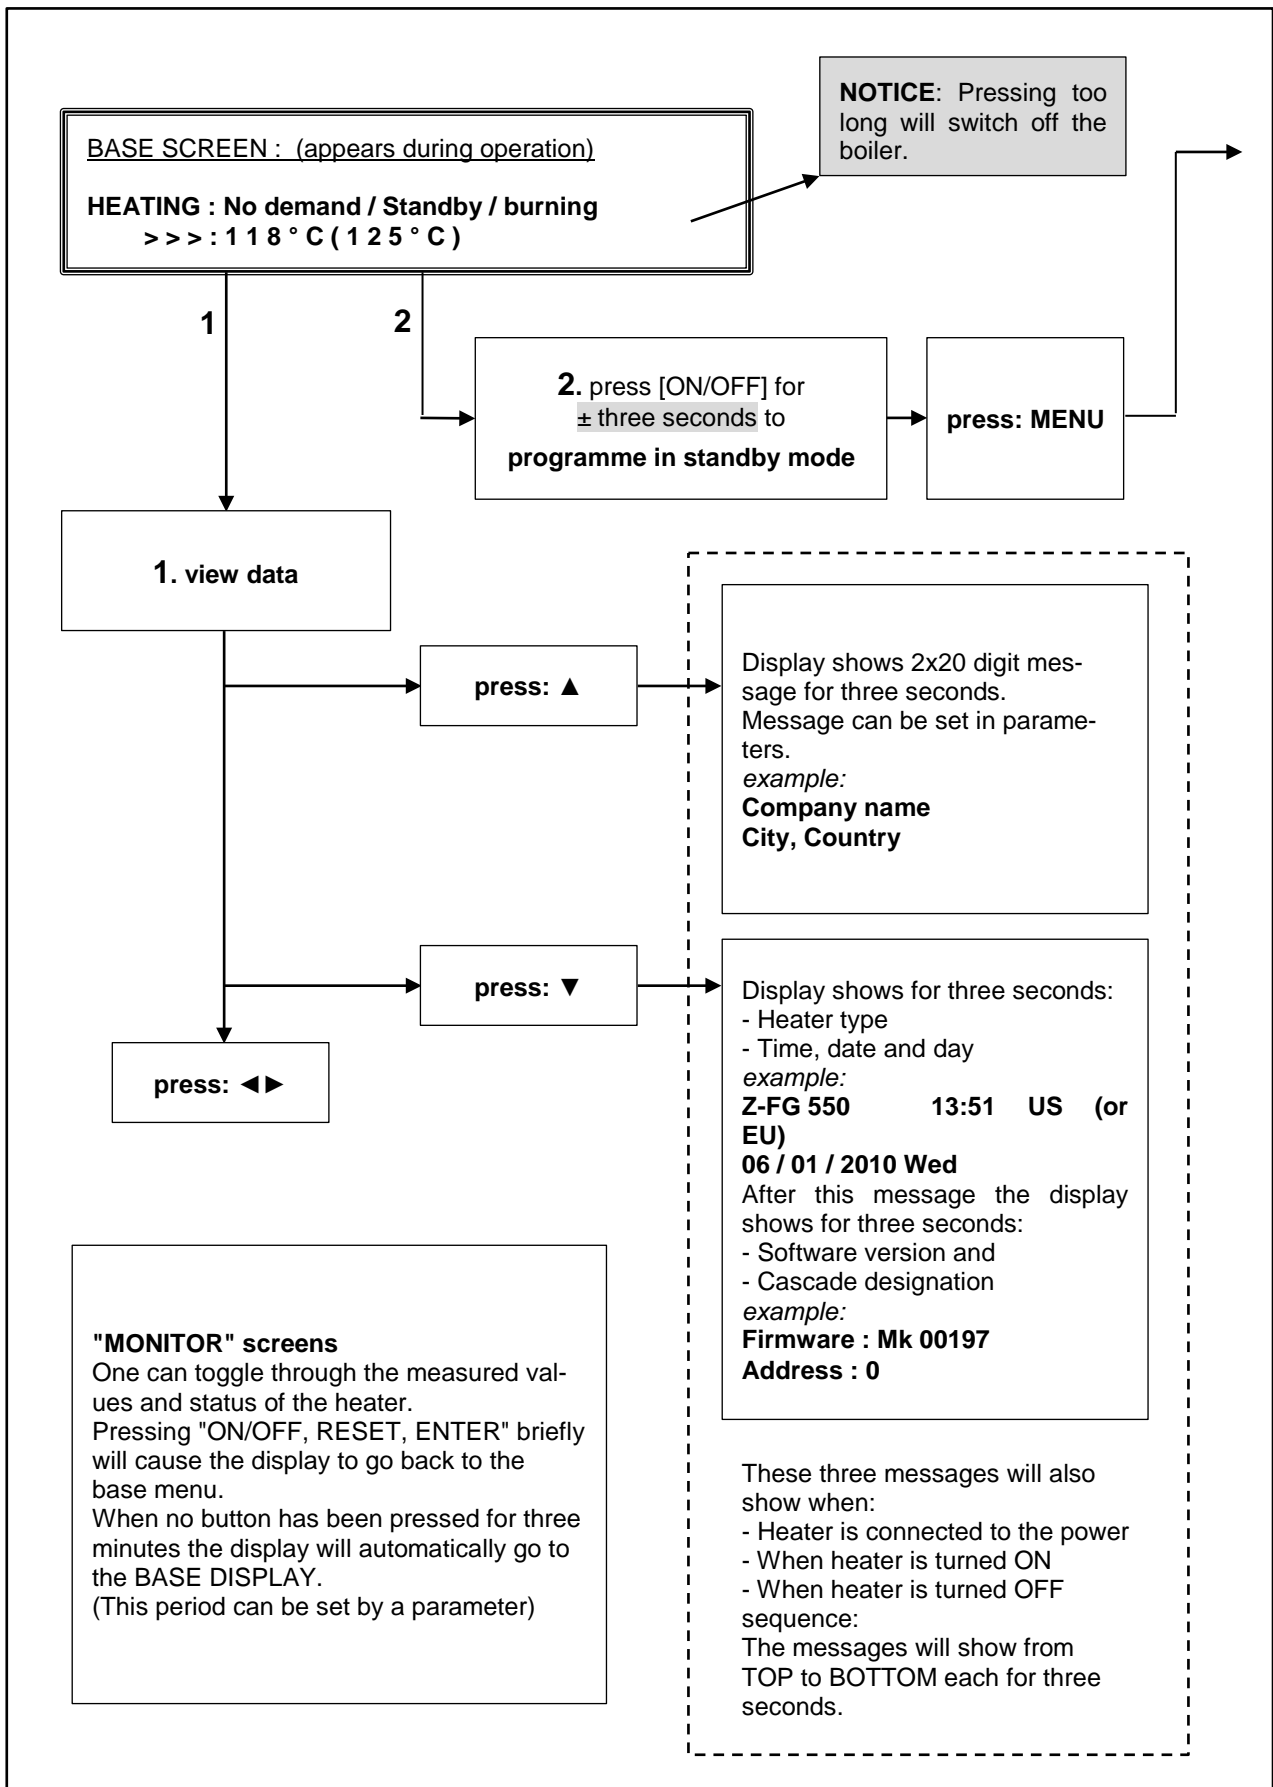 NOTICE: Pressing too
long will switch off the
boiler.
BASE SCREEN : (appears during operation)
HEATING : No demand / Standby / burning
> > > : 1 1 8 ° C ( 1 2 5 ° C )
1
2
2. press [ON/OFF] for
± three seconds to
programme in standby mode
press: MENU
1. view data
press: ▲
Display shows 2x20 digit mes-
sage for three seconds.
Message can be set in parame-
ters.
example:
Company name
City, Country
press: ▼
Display shows for three seconds:
- Heater type
- Time, date and day
example:
Z-FG 550 13:51 US (or
EU)
06 / 01 / 2010 Wed
After this message the display
shows for three seconds:
- Software version and
- Cascade designation
example:
Firmware : Mk 00197
Address : 0
press: ◄►
"MONITOR" screens
One can toggle through the measured val-
ues and status of the heater.
Pressing "ON/OFF, RESET, ENTER" briefly
will cause the display to go back to the
base menu.
When no button has been pressed for three
minutes the display will automatically go to
the BASE DISPLAY.
(This period can be set by a parameter)
These three messages will also
show when:
- Heater is connected to the power
- When heater is turned ON
- When heater is turned OFF
sequence:
The messages will show from
TOP to BOTTOM each for three
seconds.